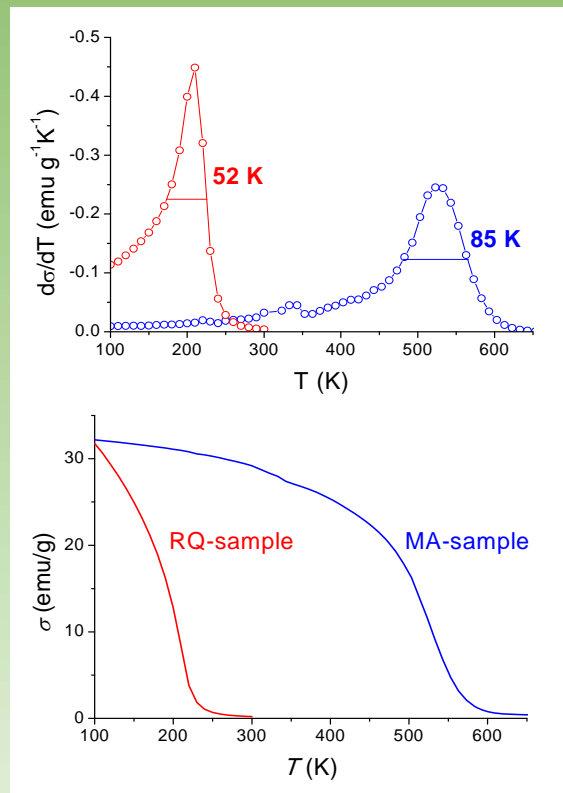 -0.5
-0.4
-0.3
-0.2
-0.1
0.0
dσ/dT (emu g⁻¹K⁻¹)
52 K
85 K
100 200 300 400 500 600
T (K)
30
20
10
0
σ (emu/g)
RQ-sample
MA-sample
100 200 300 400 500 600
T (K)